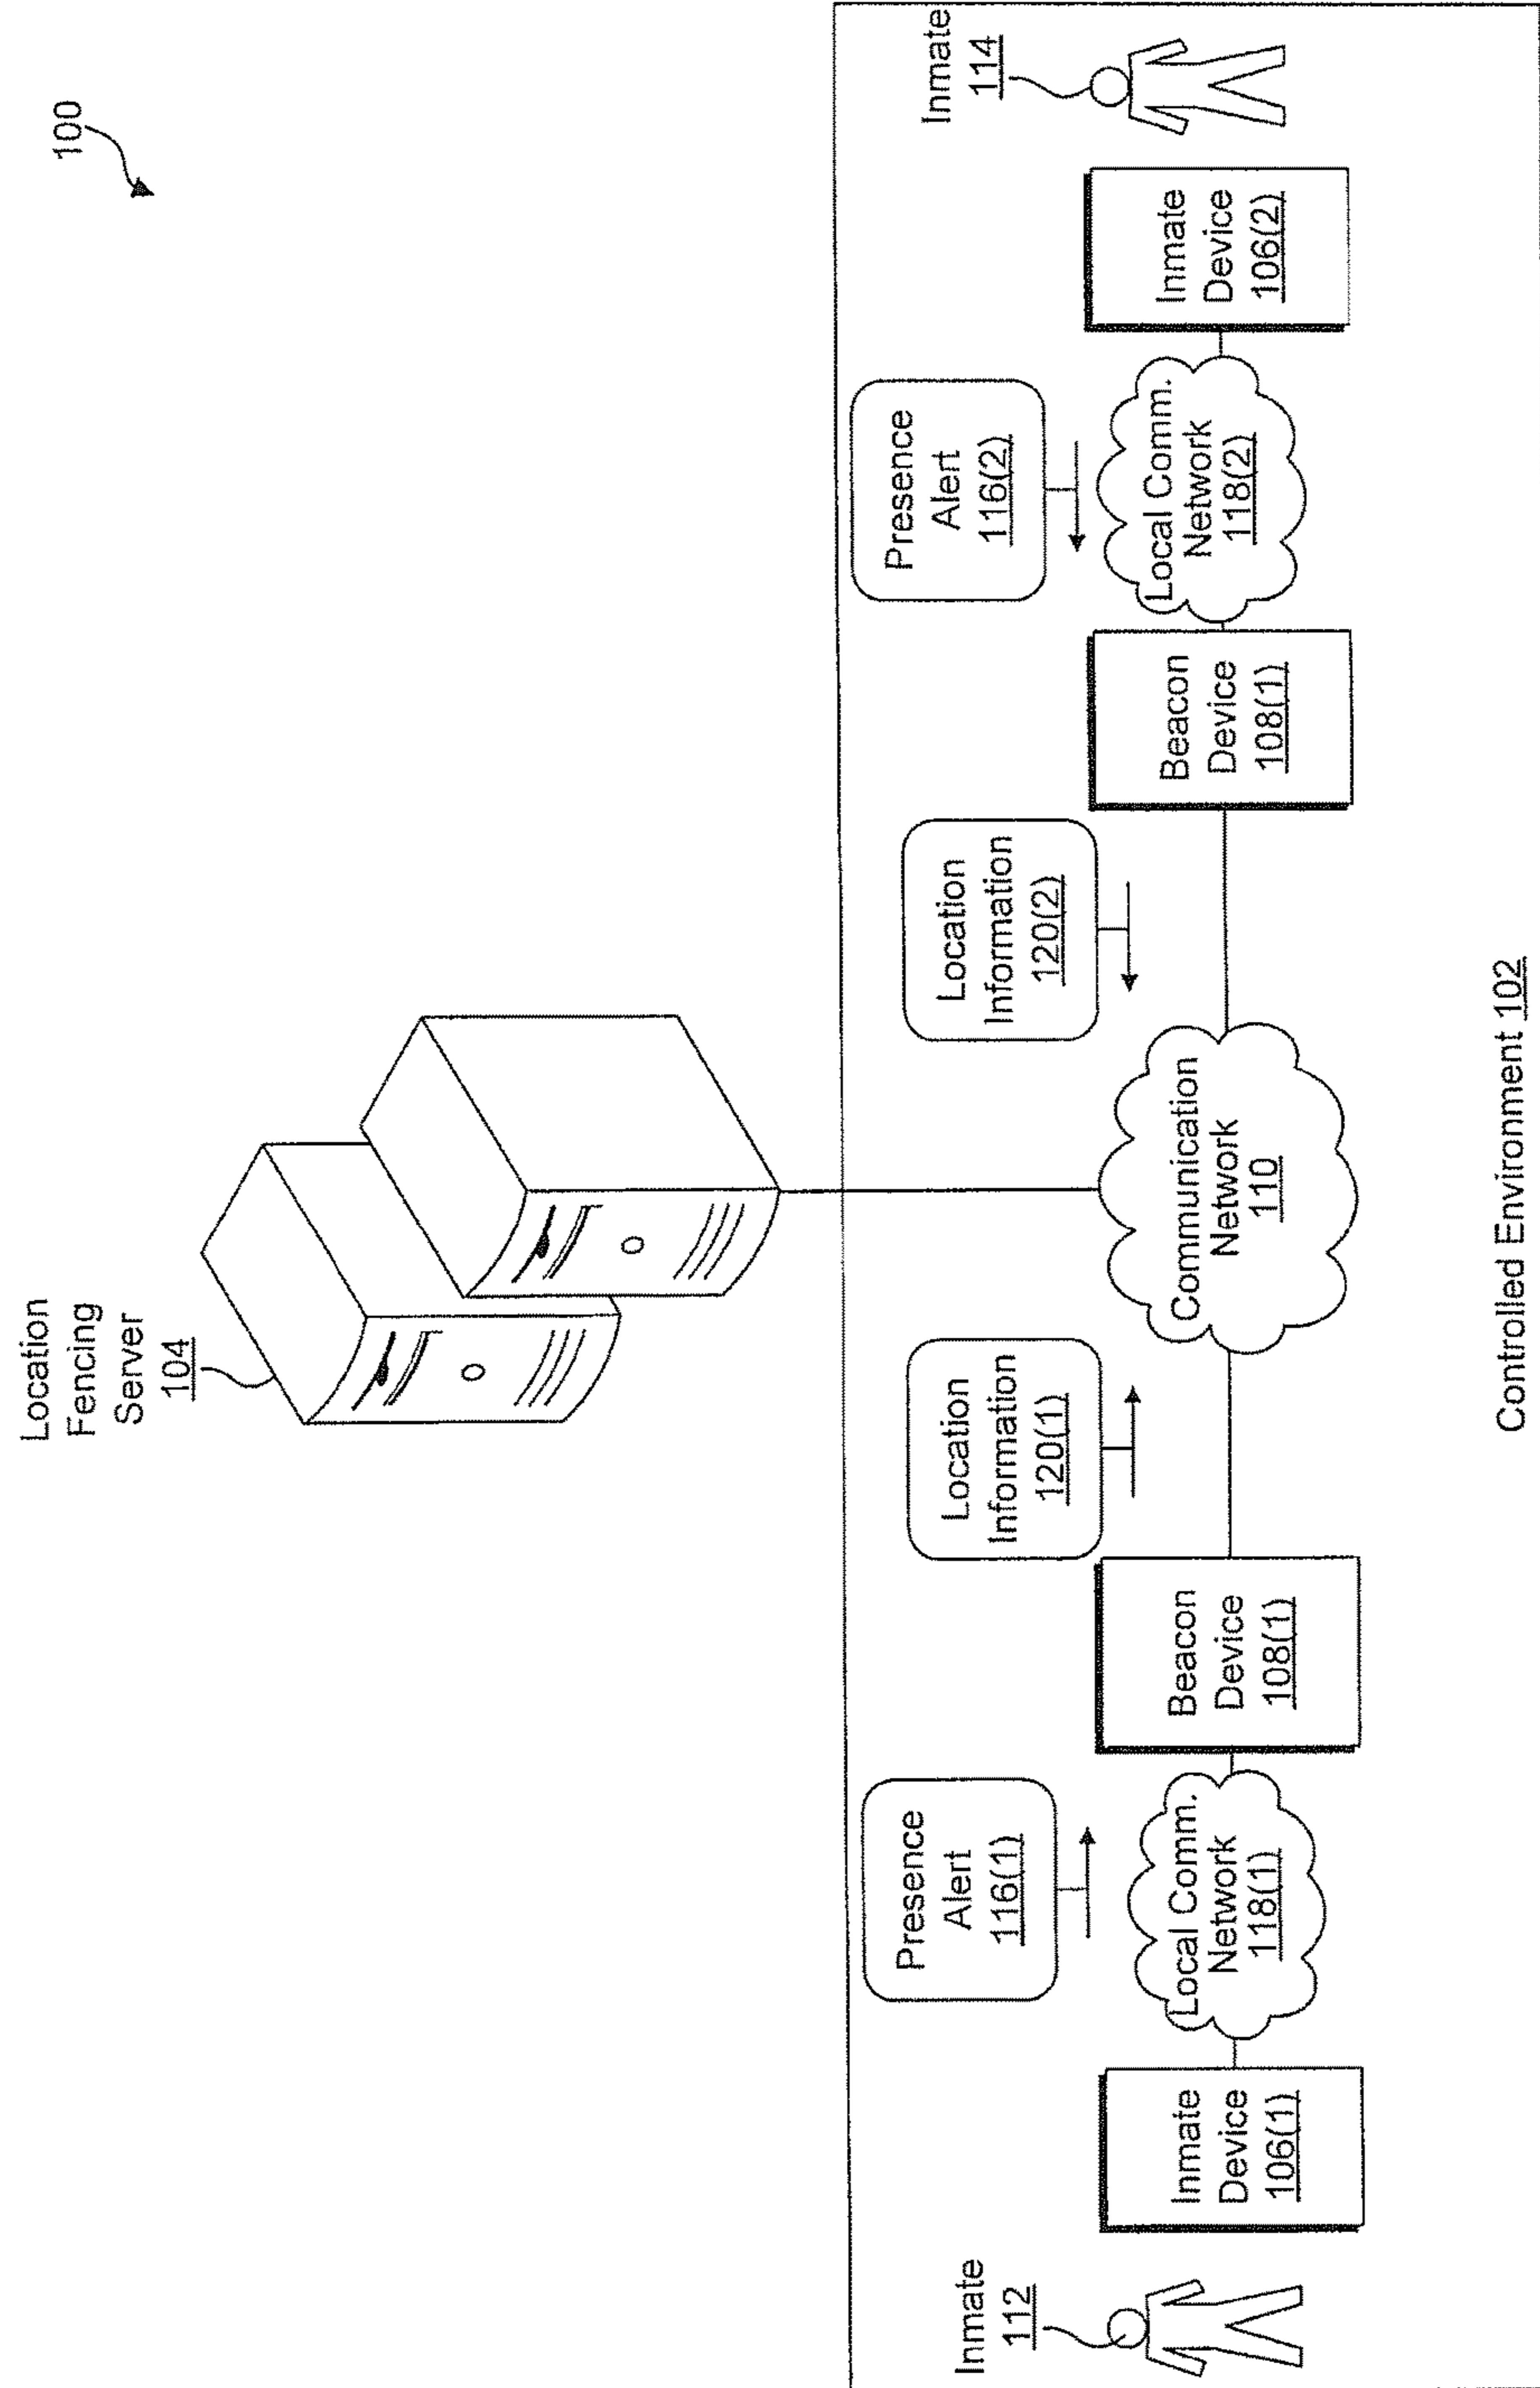 100
Location
Fencing
Server
104
Inmate
112
Inmate
Device
106(1)
Presence
Alert
116(1)
Local Comm.
Network
118(1)
Beacon
Device
108(1)
Location
Information
120(1)
Communication
Network
110
Location
Information
120(2)
Beacon
Device
108(1)
Presence
Alert
116(2)
Local Comm.
Network
118(2)
Inmate
Device
106(2)
Inmate
114
Controlled Environment 102